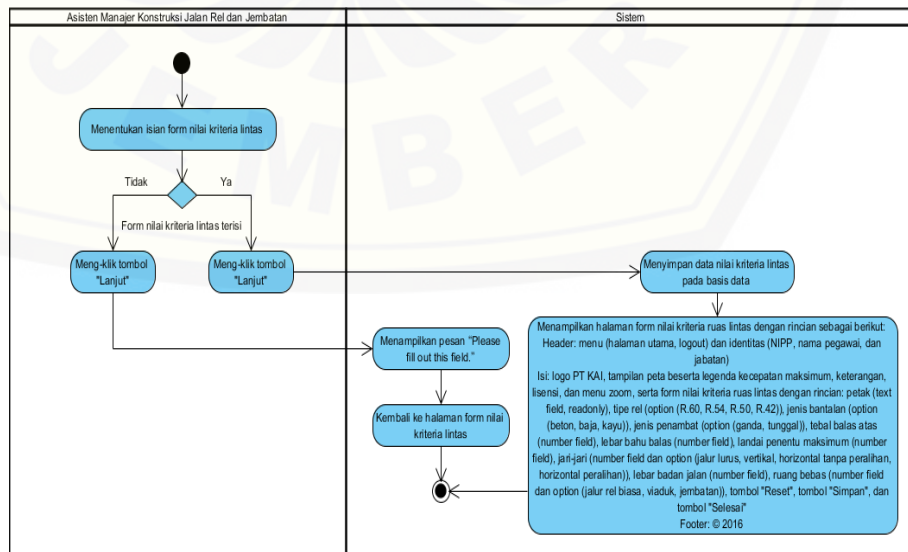 Asisten Manajer Konstruksi Jalan Rel dan Jembatan
Sistem
Menentukan isian form nilai kriteria lintas
Tidak
Ya
Form nilai kriteria lintas terisi
Meng-klik tombol
"Lanjut"
Meng-klik tombol
"Lanjut"
Menyimpan data nilai kriteria lintas
pada basis data
Menampilkan pesan "Please
fill out this field."
Kembali ke halaman form nilai
kriteria lintas
Menampilkan halaman form nilai kriteria ruas lintas dengan rincian sebagai berikut:
Header: menu (halaman utama, logout) dan identitas (NIPP, nama pegawai, dan
jabatan)
Isi: logo PT KAI, tampilan peta beserta legenda kecepatan maksimum, keterangan,
lisensi, dan menu zoom, serta form nilai kriteria ruas lintas dengan rincian: petak (text
field, readonly), tipe rel (option (R.60, R.54, R.50, R.42)), jenis bantalan (option
(beton, baja, kayu)), jenis penambat (option (ganda, tunggal)), tebal balas atas
(number field), lebar bahu balas (number field), landai penentu maksimum (number
field), jari-jari (number field dan option (jalur lurus, vertikal, horizontal tanpa peralihan,
horizontal peralihan)), lebar badan jalan (number field), ruang bebas (number field
dan option (jalur rel biasa, viaduk, jembatan)), tombol "Reset", tombol "Simpan", dan
tombol "Selesai"
Footer: © 2016
JEMBER